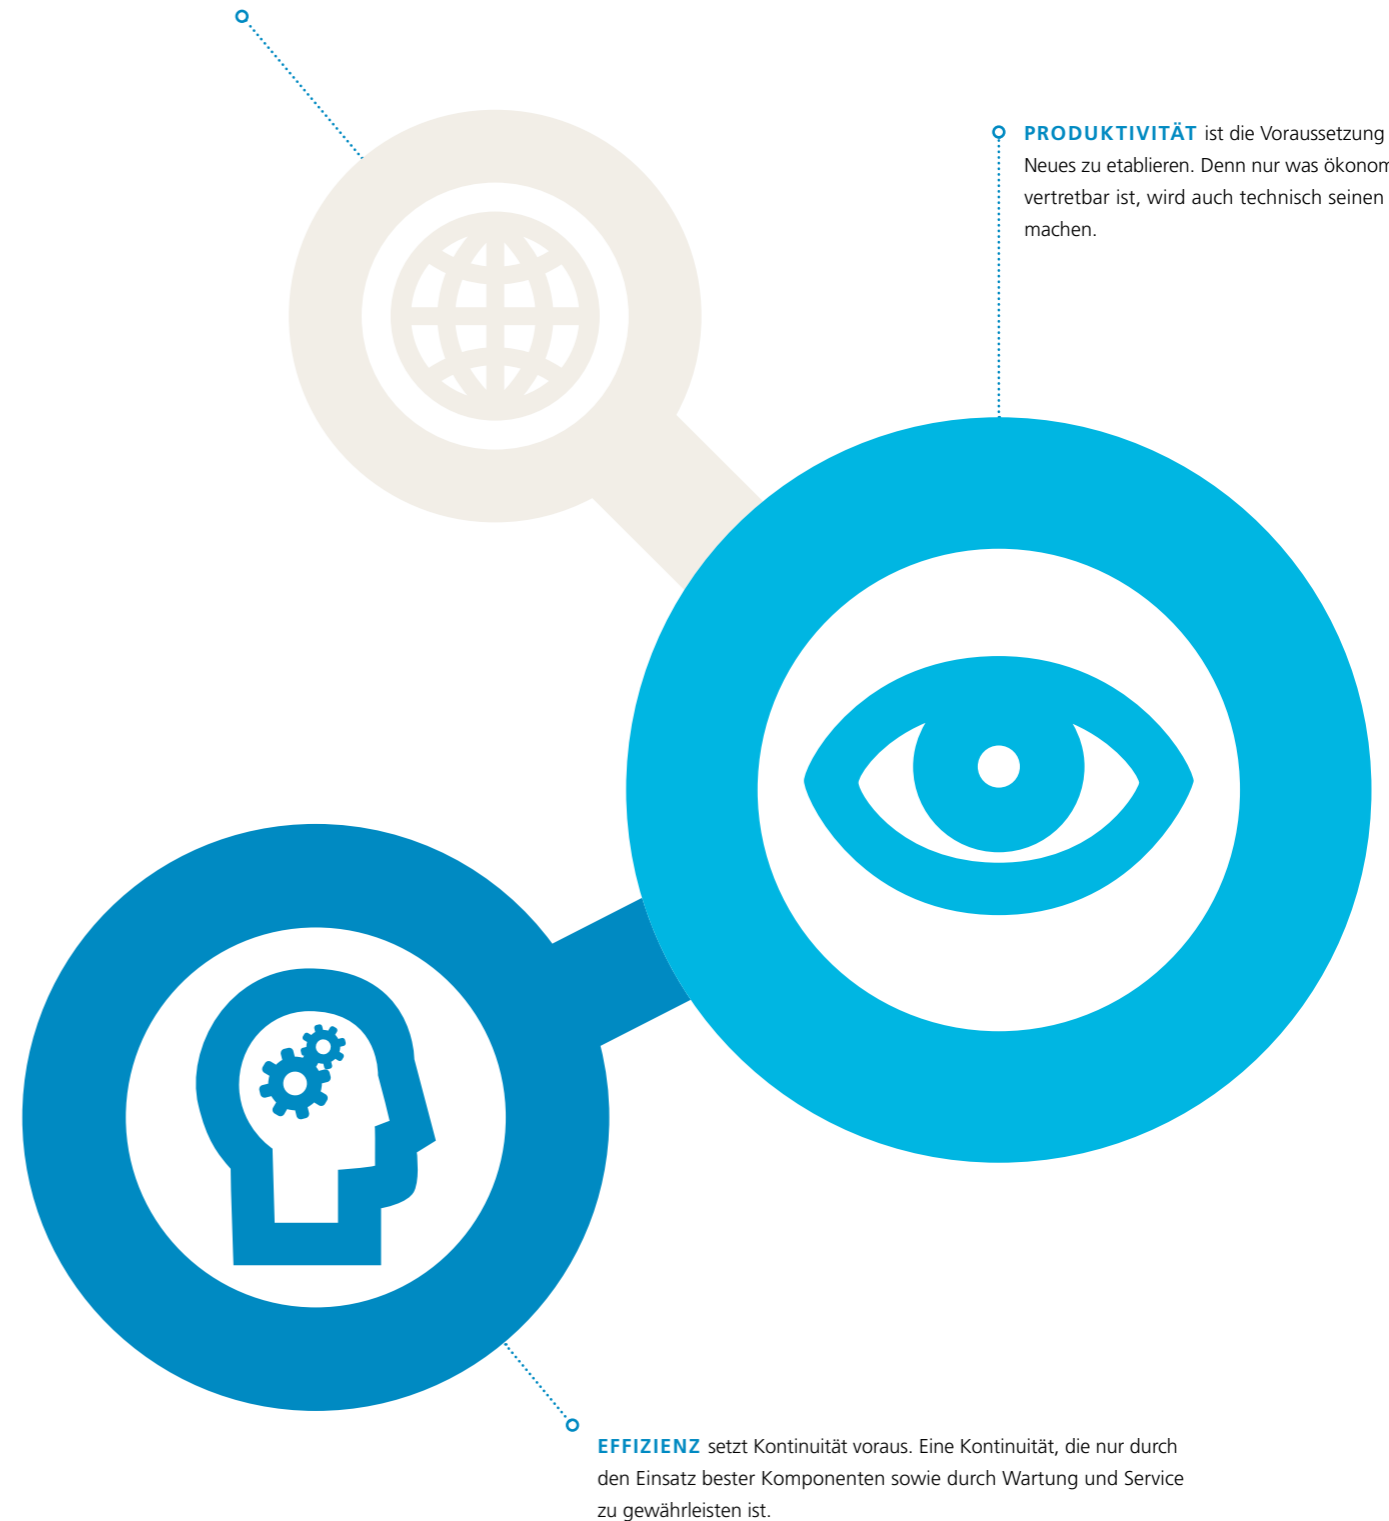 PRODUKTIVITÄT ist die Voraussetzung
Neues zu etablieren. Denn nur was ökonom
vertretbar ist, wird auch technisch seinen
machen.
EFFIZIENZ setzt Kontinuität voraus. Eine Kontinuität, die nur durch
den Einsatz bester Komponenten sowie durch Wartung und Service
zu gewährleisten ist.